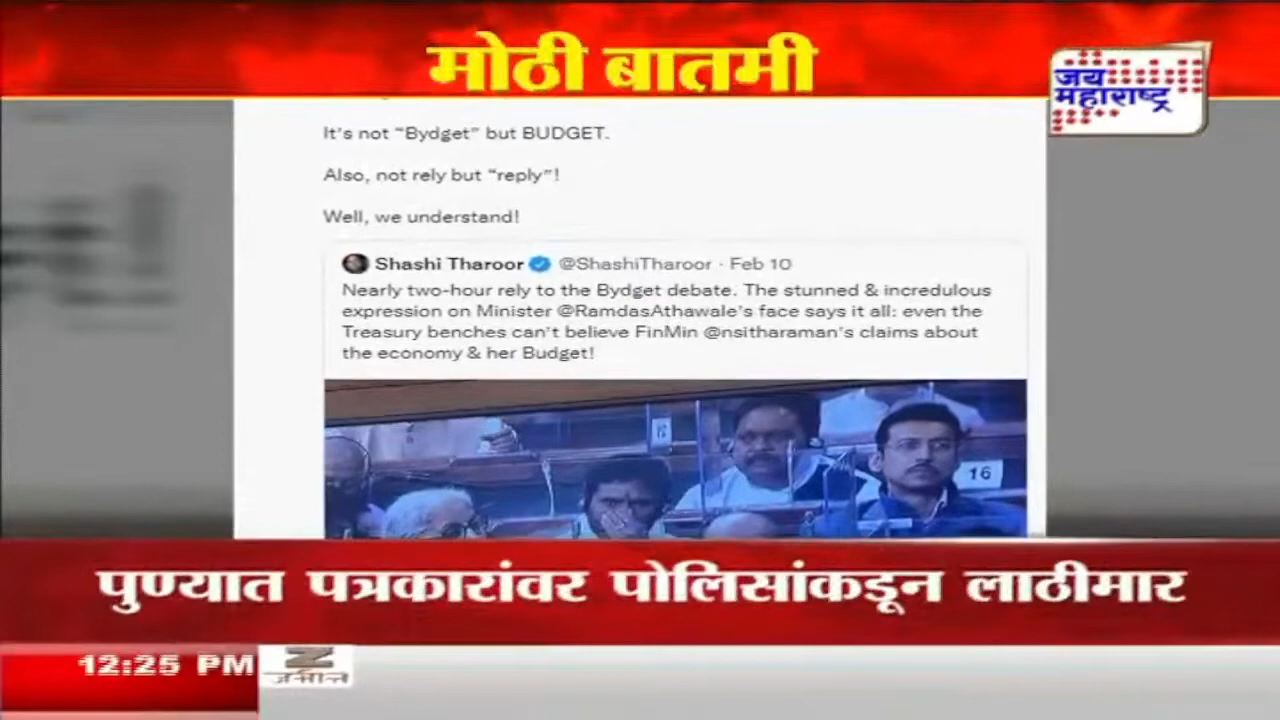 मोठी बातमी
जय
महाराष्ट्र
It's not “Bydget” but BUDGET.
Also, not rely but “reply”!
Well, we understand!
Shashi Tharoor @ShashiTharoor · Feb 10
Nearly two-hour rely to the Bydget debate. The stunned & incredulous
expression on Minister @RamdasAthawale's face says it all: even the
Treasury benches can't believe FinMin @nsitharaman's claims about
the economy & her Budget!
16
पुण्यात पत्रकारांवर पोलिसांकडून लाठीमार
12:25 PM